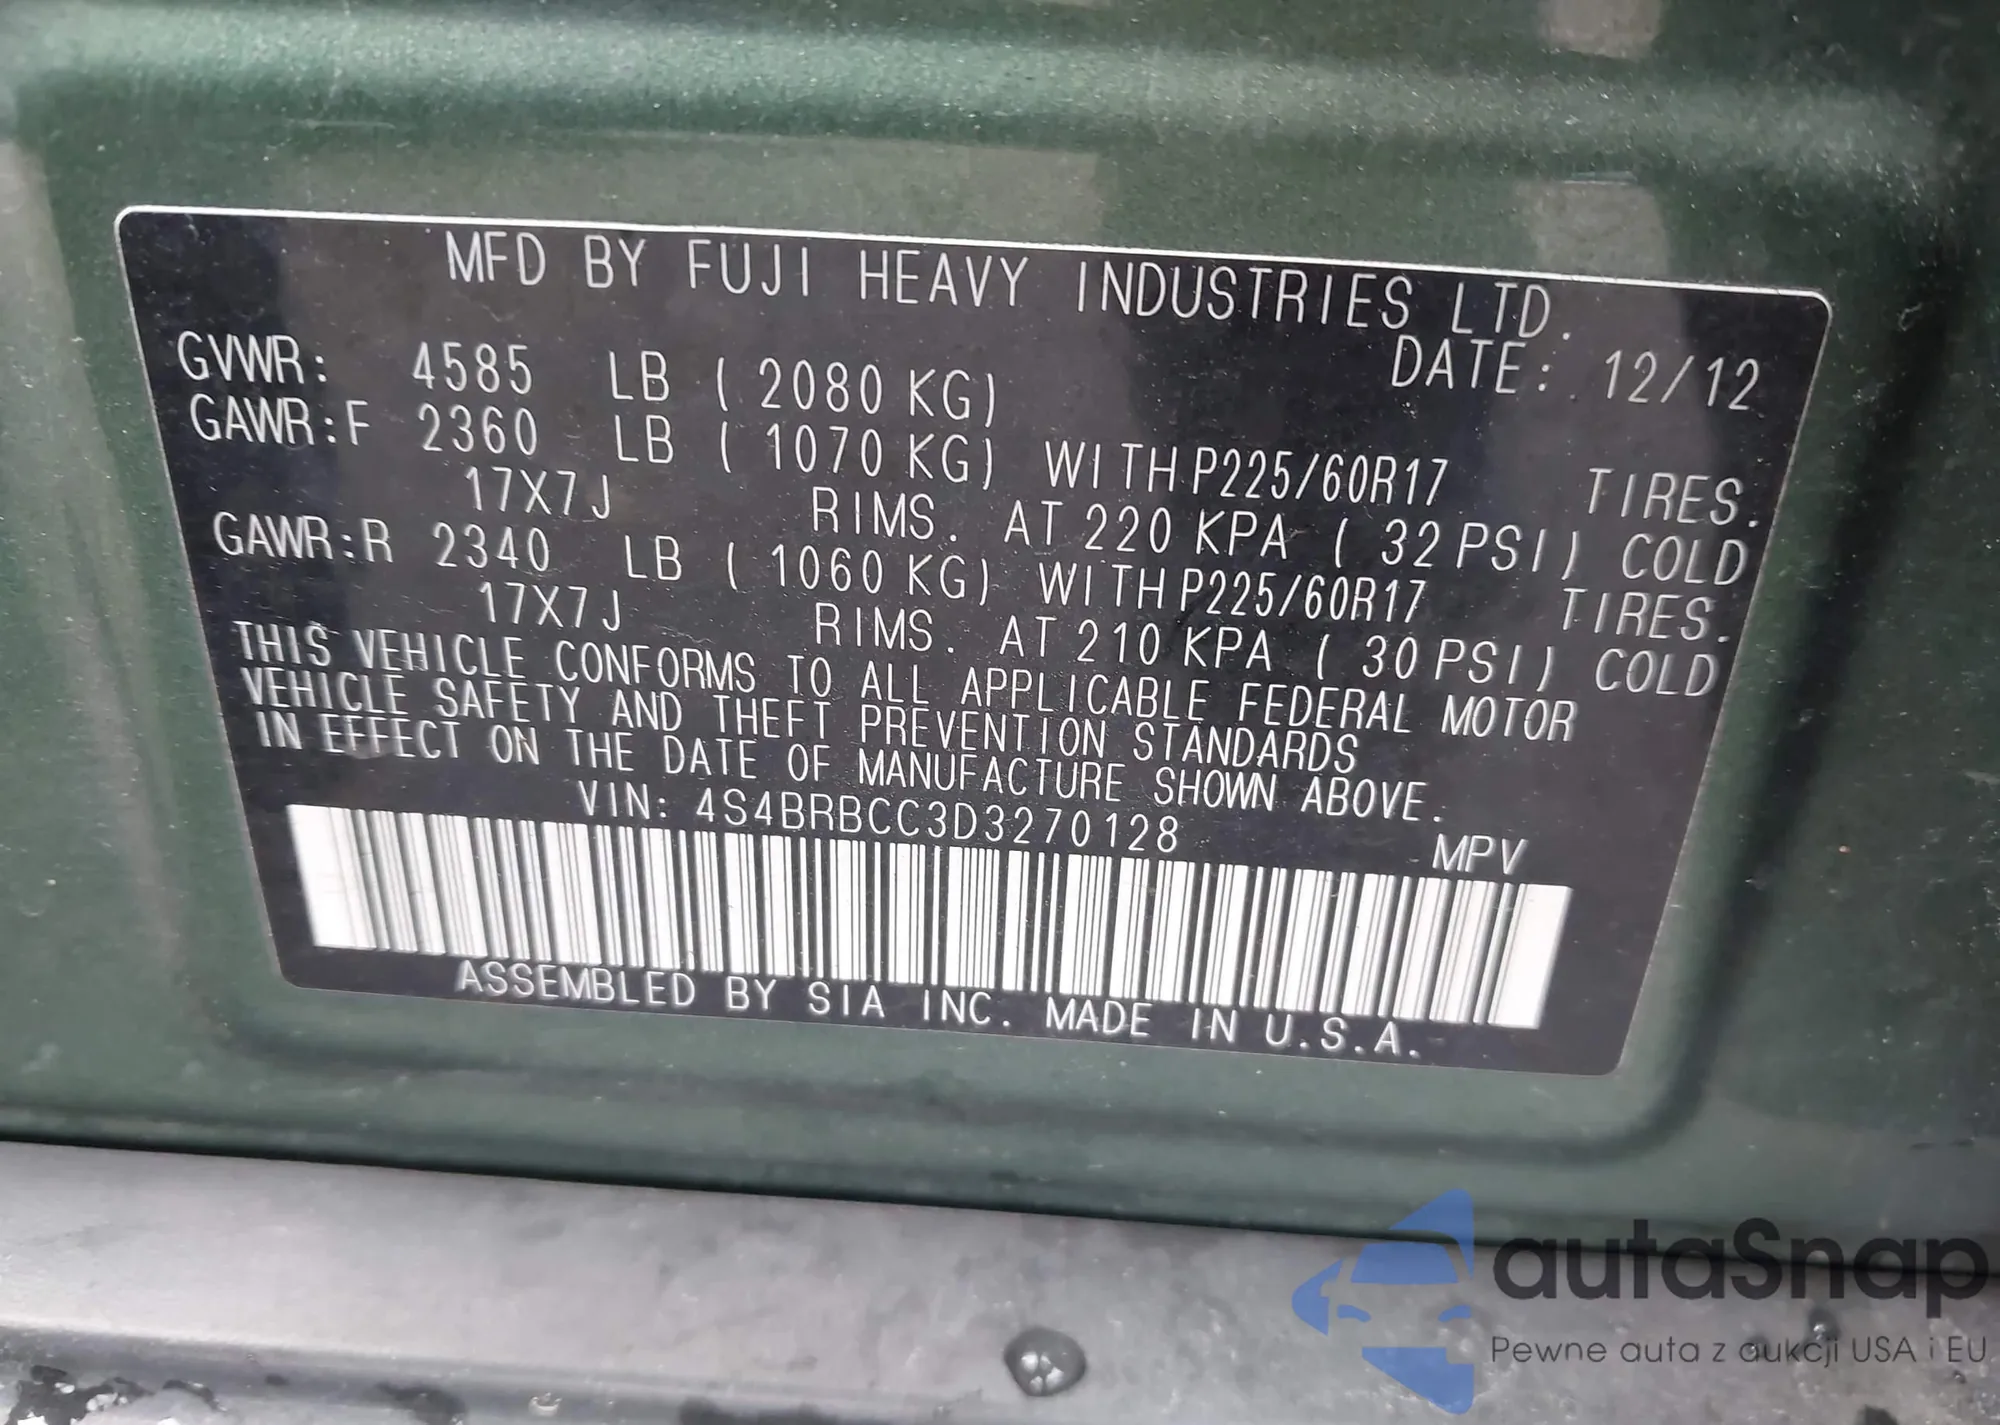 MFD BY FUJI HEAVY INDUSTRIES LTD.
DATE: 12/12
GVWR: 4585 LB ( 2080 KG)
GAWR:F 2360 LB ( 1070 KG) WITH P225/60R17 TIRES.
17X7J RIMS. AT 220 KPA ( 32 PSI) COLD
GAWR:R 2340 LB ( 1060 KG) WITH P225/60R17 TIRES.
17X7J RIMS. AT 210 KPA ( 30 PSI) COLD
THIS VEHICLE CONFORMS TO ALL APPLICABLE FEDERAL MOTOR
VEHICLE SAFETY AND THEFT PREVENTION STANDARDS
IN EFFECT ON THE DATE OF MANUFACTURE SHOWN ABOVE.
VIN: 4S4BRBCC3D3270128
MPV
ASSEMBLED BY SIA INC. MADE IN U.S.A.
autaSnap
Pewne auta z aukcji USA i EU